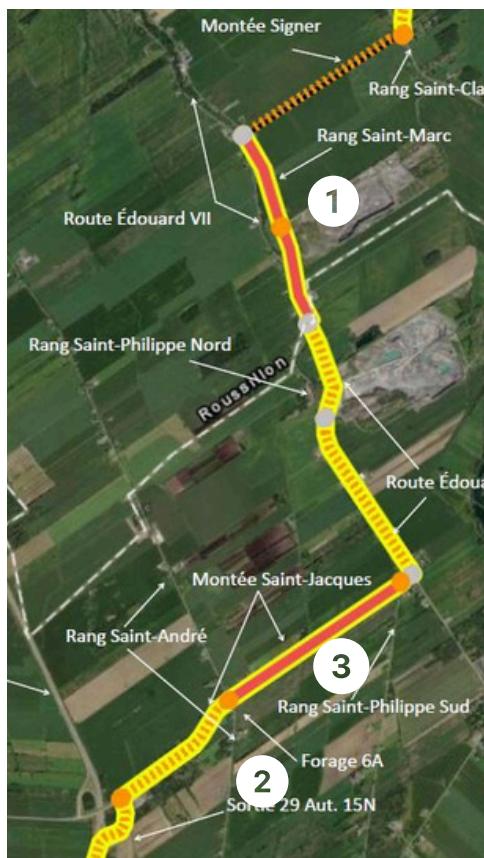 Montée Signer
Rang Saint-Cla
Rang Saint-Marc
1
Route Édouard VII
Rang Saint-Philippe Nord
Roussillon
Route Édoua
Montée Saint-Jacques
Rang Saint-André
3
Rang Saint-Philippe Sud
Forage 6A
2
Sortie 29 Aut. 15N